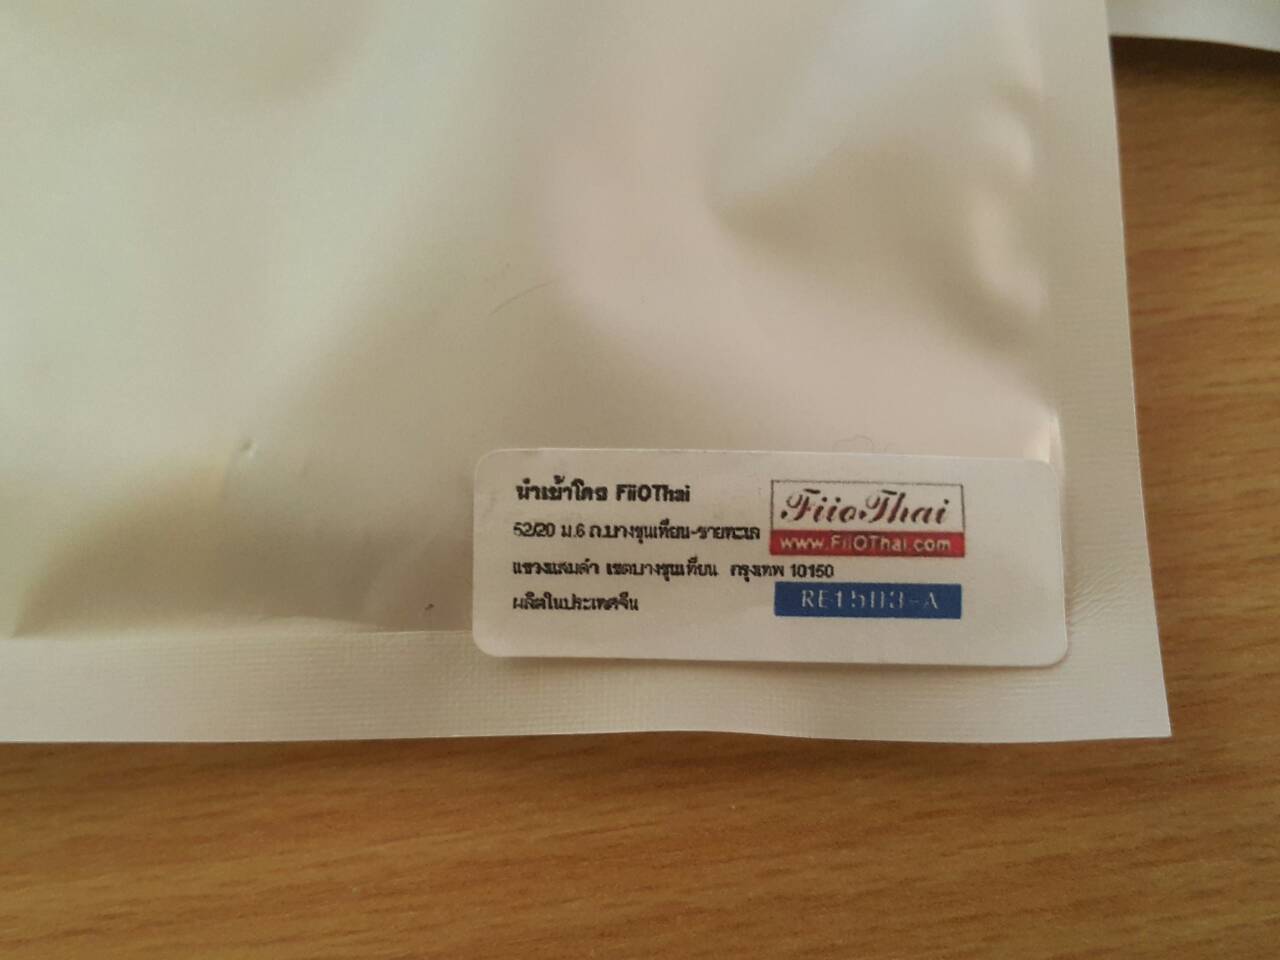 นำเข้าโดย FiiOThai
FiioThai
52/20 ม.6 ถ.บางขุนเทียน-ชายทะเล
www.FiiOThai.com
แขวงแสมดำ เขตบางขุนเทียน กรุงเทพ 10150
ผลิตในประเทศจีน
RE1503-A